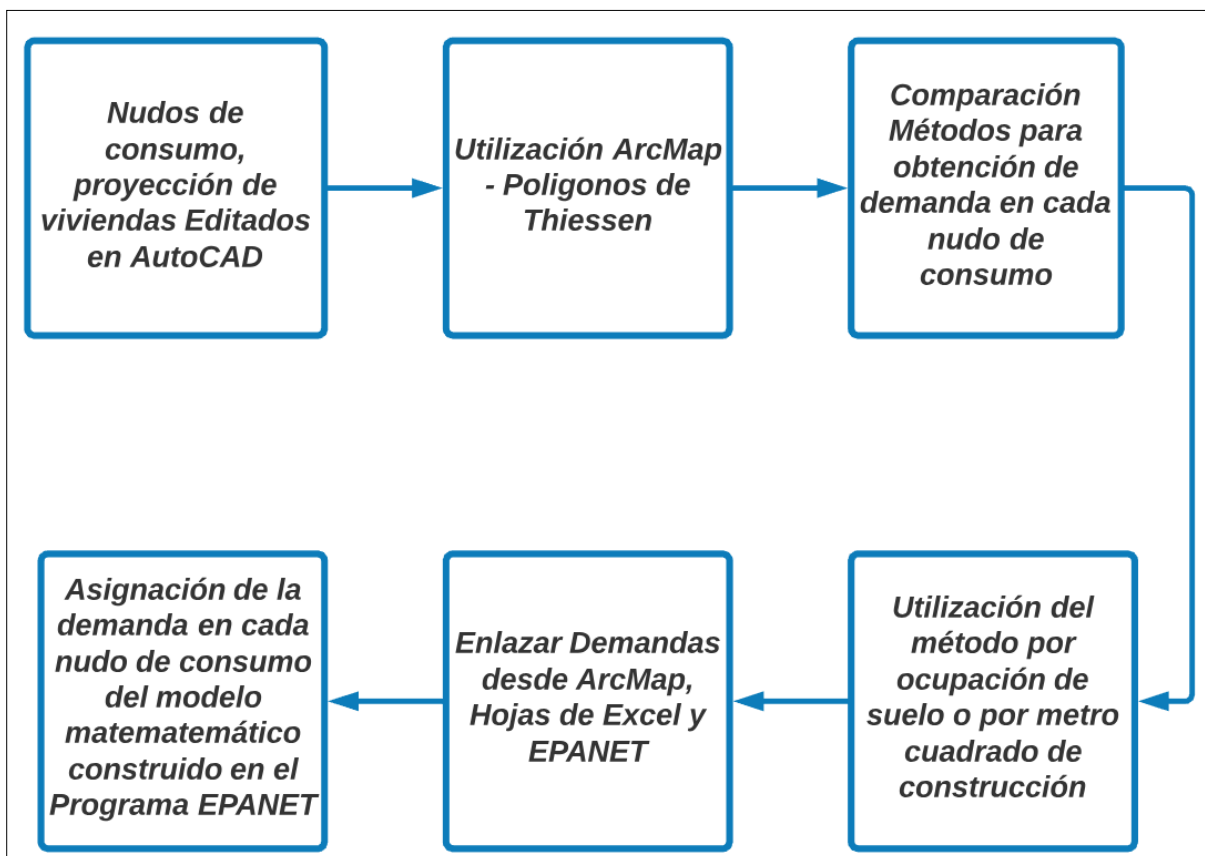 Nudos de
consumo,
proyección de
viviendas Editados
en AutoCAD
Utilización ArcMap
- Poligonos de
Thiessen
Comparación
Métodos para
obtención de
demanda en cada
nudo de
consumo
Utilización del
método por
ocupación de
suelo o por metro
cuadrado de
construcción
Enlazar Demandas
desde ArcMap,
Hojas de Excel y
EPANET
Asignación de la
demanda en cada
nudo de consumo
del modelo
matematemático
construido en el
Programa EPANET